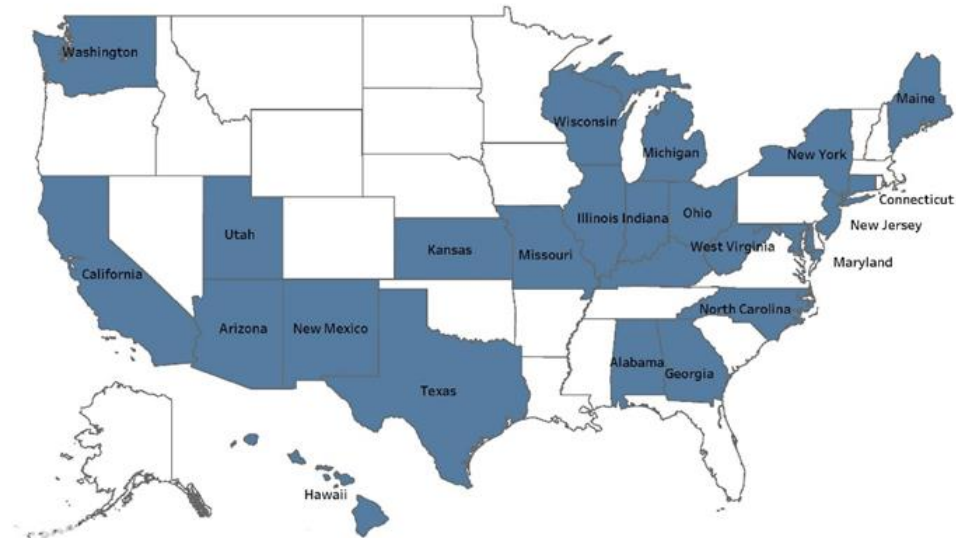 Washington
Maine
Wisconsin
Michigan
New York
Connecticut
Illinois Indiana
Ohio
New Jersey
Utah
Kansas
Missouri
West Virginia
Maryland
California
North Carolina
Arizona
New Mexico
Alabama
Georgia
Texas
Hawaii